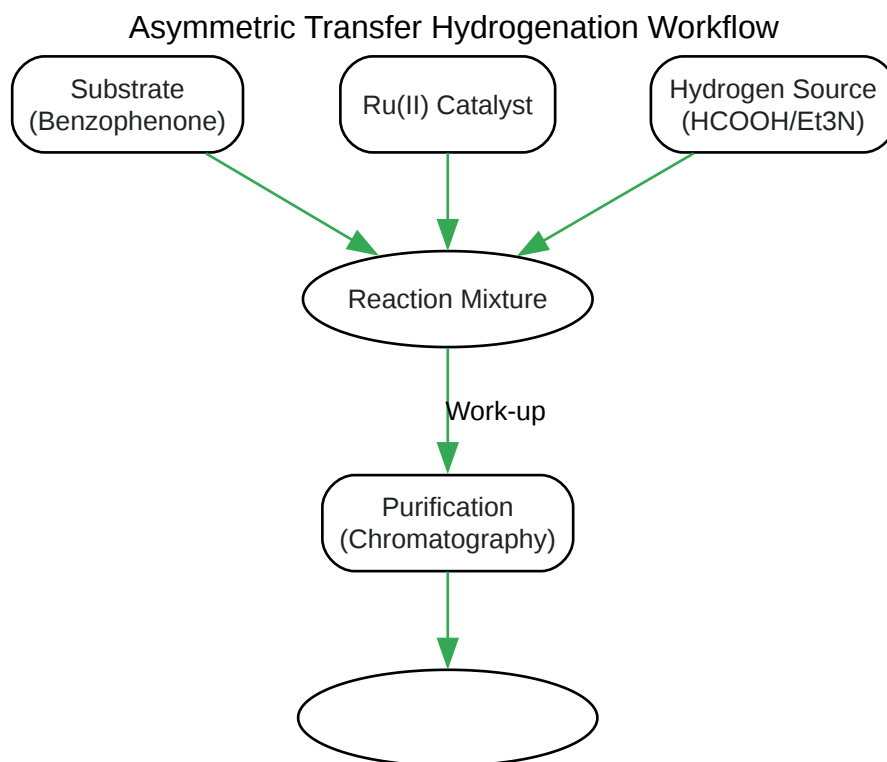 Asymmetric Transfer Hydrogenation Workflow
Substrate
(Benzophenone)
Ru(II) Catalyst
Hydrogen Source
(HCOOH/Et3N)
Reaction Mixture
Work-up
Purification
(Chromatography)